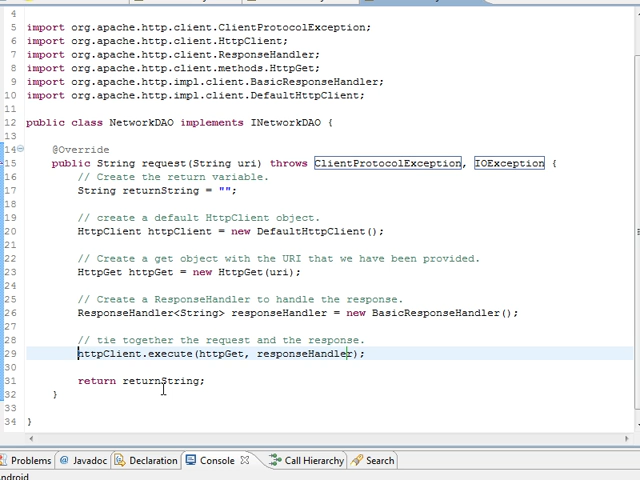 4
5 import org.apache.http.client.ClientProtocolException;
6 import org.apache.http.client.HttpClient;
7 import org.apache.http.client.ResponseHandler;
8 import org.apache.http.client.methods.HttpGet;
9 import org.apache.http.impl.client.BasicResponseHandler;
10 import org.apache.http.impl.client.DefaultHttpClient;
11
12 public class NetworkDAO implements INetworkDAO {
13
14 @Override
15 public String request(String uri) throws ClientProtocolException, IOException {
16 // Create the return variable.
17 String returnString = "";
18
19 // create a default HttpClient object.
20 HttpClient httpClient = new DefaultHttpClient();
21
22 // Create a get object with the URI that we have been provided.
23 HttpGet httpGet = new HttpGet(uri);
24
25 // Create a ResponseHandler to handle the response.
26 ResponseHandler<String> responseHandler = new BasicResponseHandler();
27
28 // tie together the request and the response.
29 httpClient.execute(httpGet, responseHandler);
30
31 return returnString;
32 }
33
34 }
Problems @ Javadoc Declaration Console Call Hierarchy Search
android